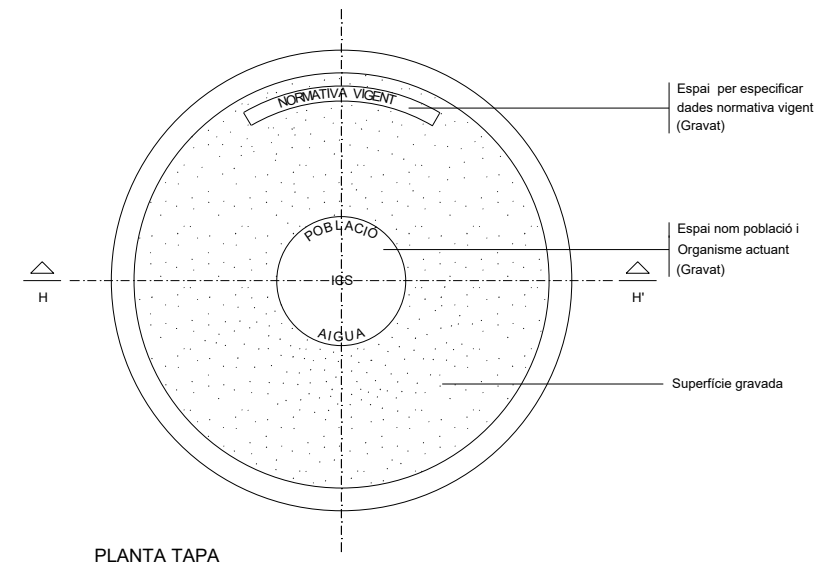 NORMATIVA VIGENT
Espai per especificar
dades normativa vigent
(Gravat)
POBLACIÓ
Espai nom població i
Organisme actuant
(Gravat)
H
H'
AIGUA
Superfície gravada
PLANTA TAPA